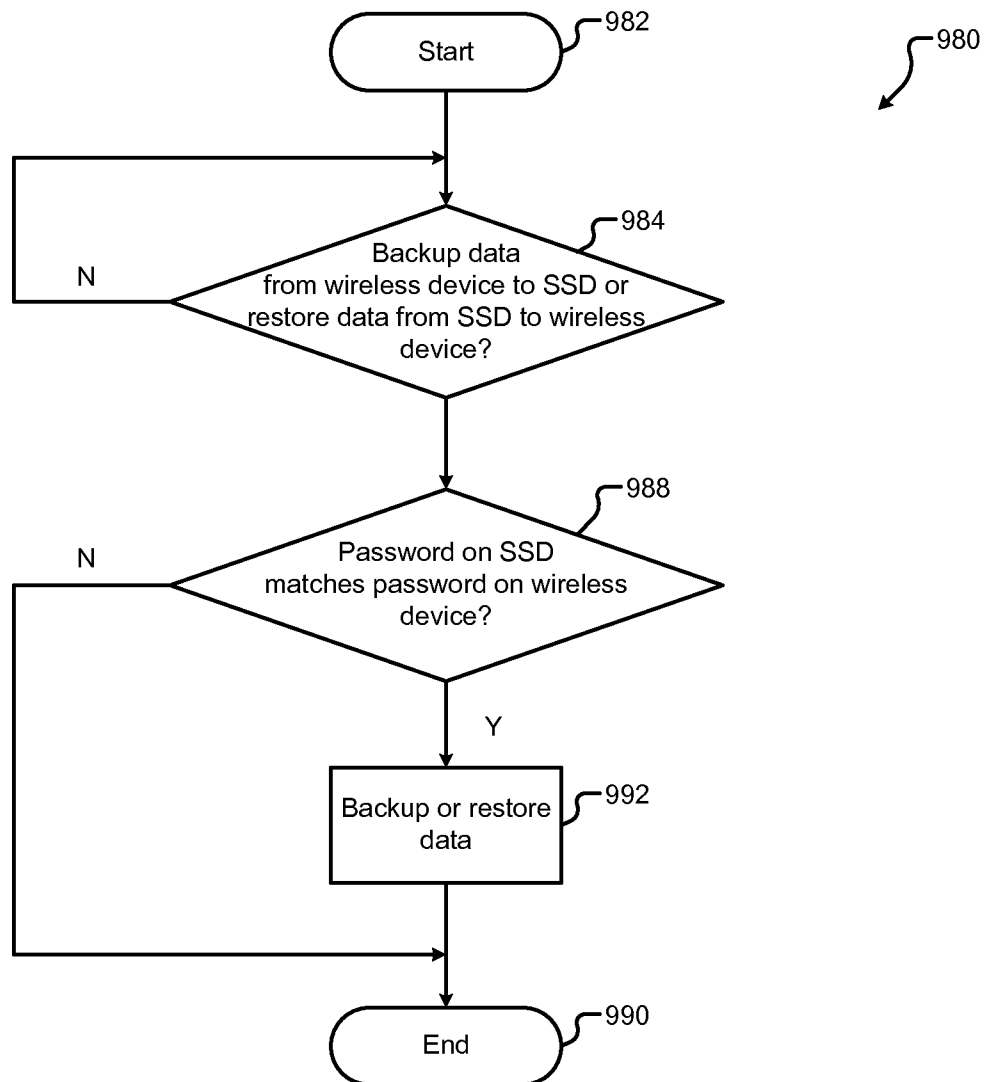 Start
982
980
984
Backup data
from wireless device to SSD or
restore data from SSD to wireless
device?
N
988
Password on SSD
matches password on wireless
device?
N
Y
Backup or restore
data
992
End
990